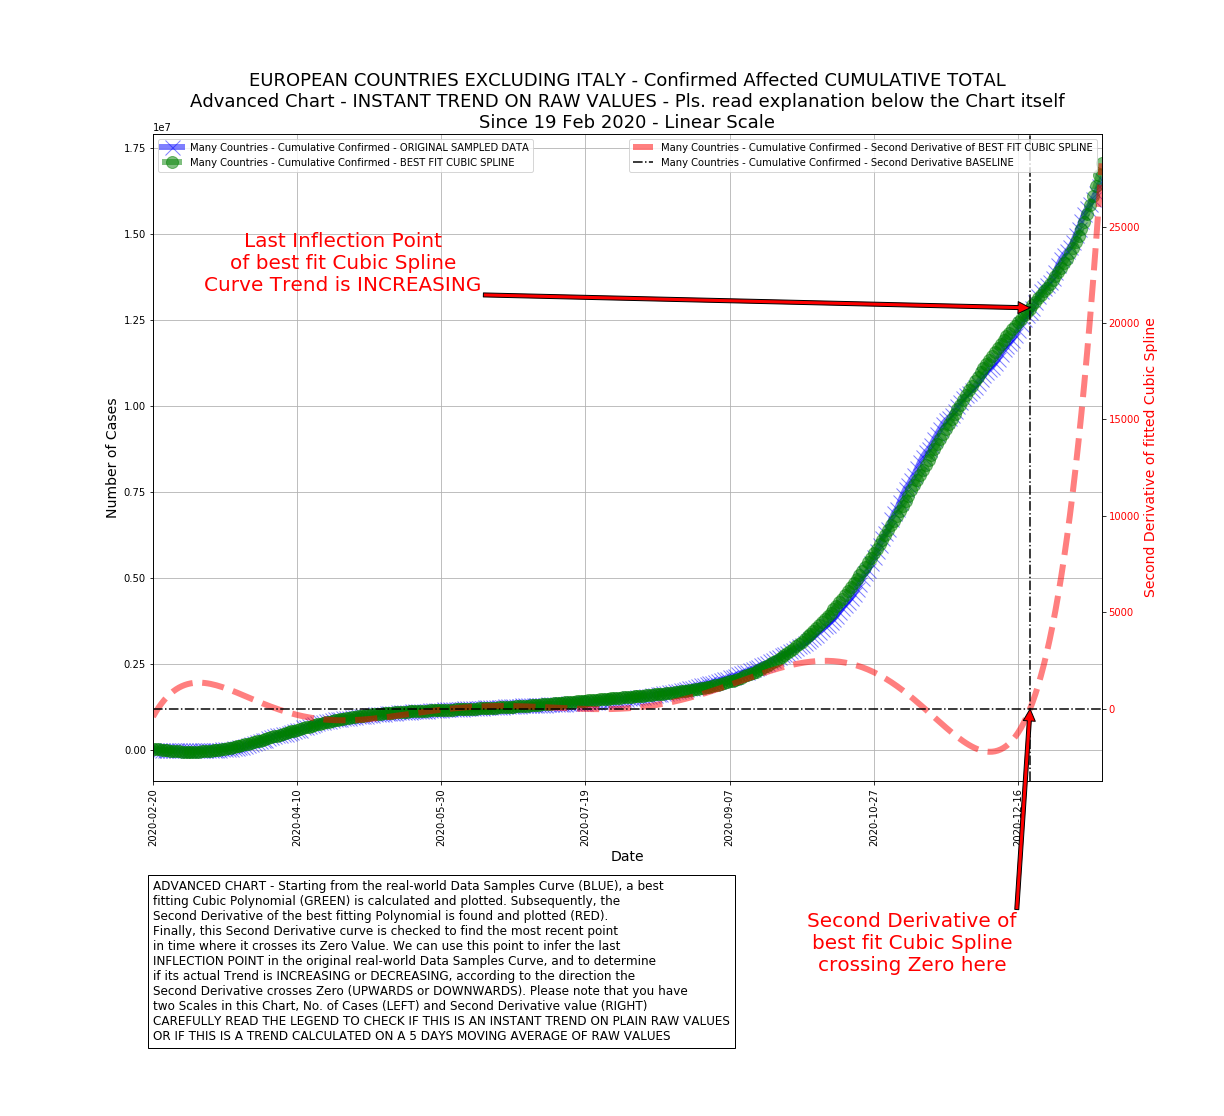 EUROPEAN COUNTRIES EXCLUDING ITALY - Confirmed Affected CUMULATIVE TOTAL
Advanced Chart - INSTANT TREND ON RAW VALUES - Pls. read explanation below the Chart itself
Since 19 Feb 2020 - Linear Scale
1e7
Many Countries - Cumulative Confirmed - ORIGINAL SAMPLED DATA
Many Countries - Cumulative Confirmed - BEST FIT CUBIC SPLINE
Many Countries - Cumulative Confirmed - Second Derivative of BEST FIT CUBIC SPLINE
Many Countries - Cumulative Confirmed - Second Derivative BASELINE
Last Inflection Point
of best fit Cubic Spline
Curve Trend is INCREASING
1.75
1.50
1.25
1.00
0.75
0.50
0.25
0.00
Number of Cases
25000
20000
15000
10000
5000
0
Second Derivative of fitted Cubic Spline
2020-02-20
2020-04-10
2020-05-30
2020-07-19
2020-09-07
2020-10-27
2020-12-16
Date
ADVANCED CHART - Starting from the real-world Data Samples Curve (BLUE), a best
fitting Cubic Polynomial (GREEN) is calculated and plotted. Subsequently, the
Second Derivative of the best fitting Polynomial is found and plotted (RED).
Finally, this Second Derivative curve is checked to find the most recent point
in time where it crosses its Zero Value. We can use this point to infer the last
INFLECTION POINT in the original real-world Data Samples Curve, and to determine
if its actual Trend is INCREASING or DECREASING, according to the direction the
Second Derivative crosses Zero (UPWARDS or DOWNWARDS). Please note that you have
two Scales in this Chart, No. of Cases (LEFT) and Second Derivative value (RIGHT)
CAREFULLY READ THE LEGEND TO CHECK IF THIS IS AN INSTANT TREND ON PLAIN RAW VALUES
OR IF THIS IS A TREND CALCULATED ON A 5 DAYS MOVING AVERAGE OF RAW VALUES
Second Derivative of
best fit Cubic Spline
crossing Zero here